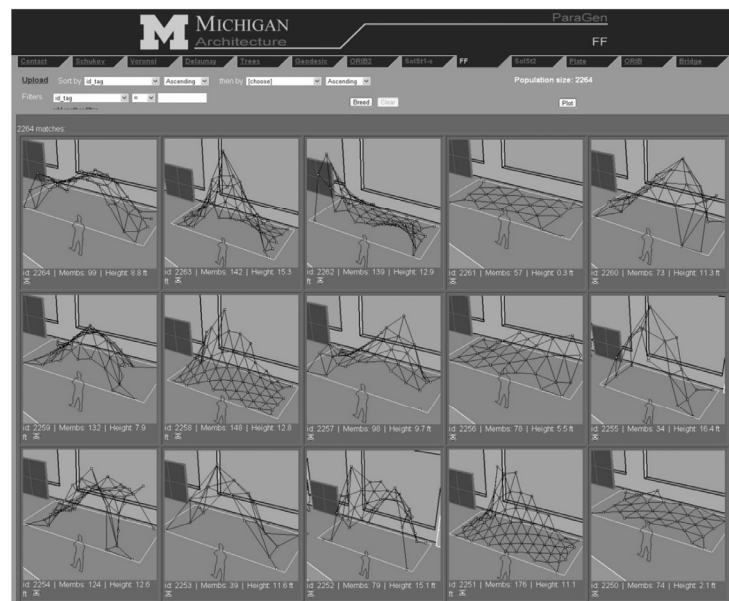 MICHIGAN
Architecture
ParaGen
FF
Contact Schukov Voronoi Delaunay Trees Geodesic ORIB2 SolSt1-c FF SolSt2 Plate ORIB Bridge
Upload Sort by id_tag Ascending then by [choose] Ascending Population size: 2264
Filters id_tag = Breed Clear Plot
2264 matches:
id: 2264 | Membs: 99 | Height: 8.8 ft
id: 2263 | Membs: 142 | Height: 15.3 ft
id: 2262 | Membs: 139 | Height: 12.9 ft
id: 2261 | Membs: 57 | Height: 0.3 ft
id: 2260 | Membs: 73 | Height: 11.3 ft
id: 2259 | Membs: 132 | Height: 7.9 ft
id: 2258 | Membs: 148 | Height: 12.8 ft
id: 2257 | Membs: 98 | Height: 9.7 ft
id: 2256 | Membs: 78 | Height: 5.5 ft
id: 2255 | Membs: 34 | Height: 16.4 ft
id: 2254 | Membs: 124 | Height: 12.6 ft
id: 2253 | Membs: 39 | Height: 11.6 ft
id: 2252 | Membs: 79 | Height: 15.1 ft
id: 2251 | Membs: 176 | Height: 11.1 ft
id: 2250 | Membs: 74 | Height: 2.1 ft